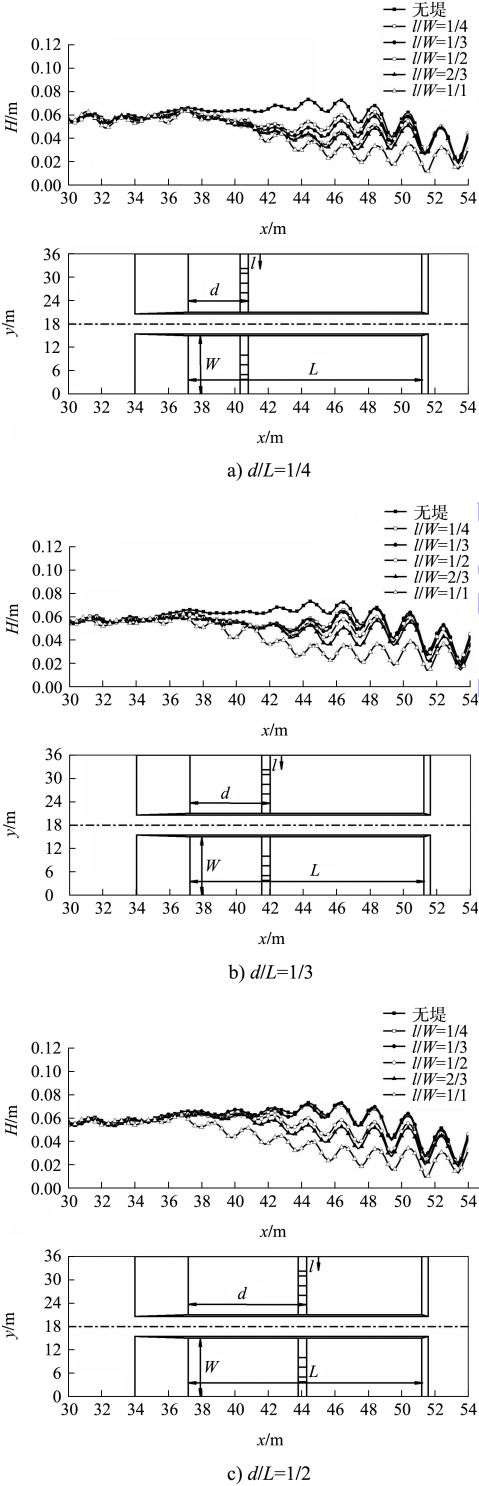 无堤
l/W=1/4
l/W=1/3
l/W=1/2
l/W=2/3
l/W=1/1
H/m
0.12
0.10
0.08
0.06
0.04
0.02
0.00
30 32 34 36 38 40 42 44 46 48 50 52 54
x/m
y/m
36
30
24
18
12
6
0
l
d
W
L
30 32 34 36 38 40 42 44 46 48 50 52 54
x/m
a) d/L=1/4
无堤
l/W=1/4
l/W=1/3
l/W=1/2
l/W=2/3
l/W=1/1
H/m
0.12
0.10
0.08
0.06
0.04
0.02
0.00
30 32 34 36 38 40 42 44 46 48 50 52 54
x/m
y/m
36
30
24
18
12
6
0
l
d
W
L
30 32 34 36 38 40 42 44 46 48 50 52 54
x/m
b) d/L=1/3
无堤
l/W=1/4
l/W=1/3
l/W=1/2
l/W=2/3
l/W=1/1
H/m
0.12
0.10
0.08
0.06
0.04
0.02
0.00
30 32 34 36 38 40 42 44 46 48 50 52 54
x/m
y/m
36
30
24
18
12
6
0
l
d
W
L
30 32 34 36 38 40 42 44 46 48 50 52 54
x/m
c) d/L=1/2